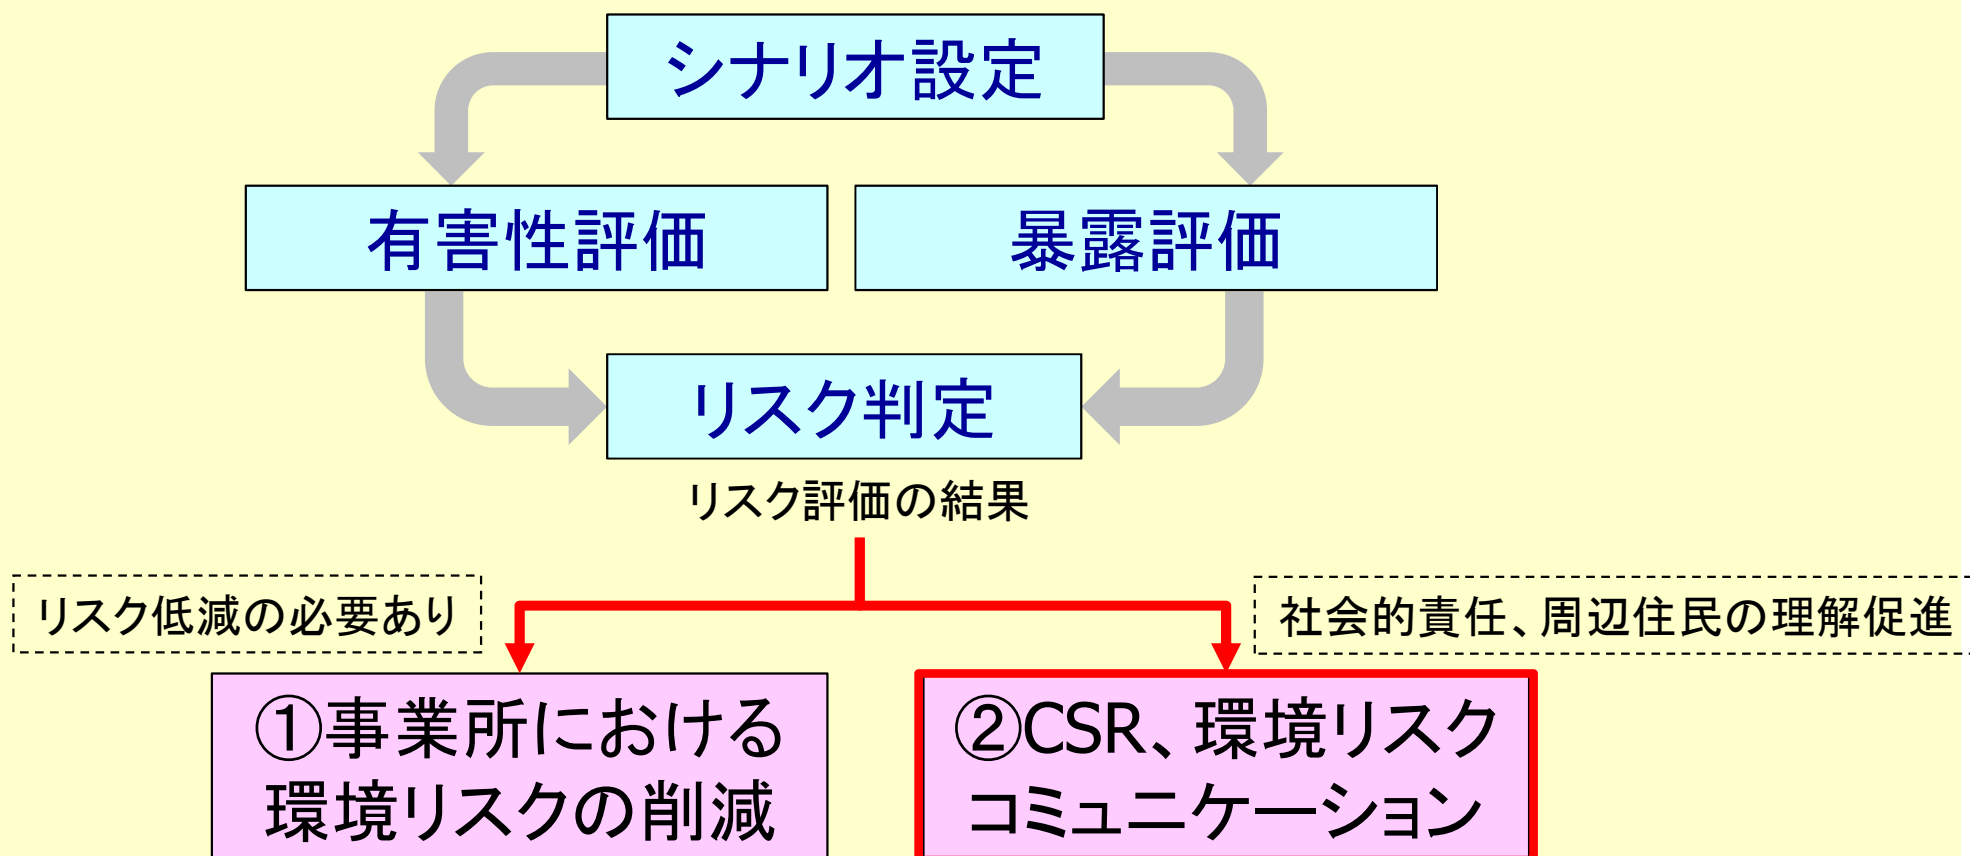 シナリオ設定
有害性評価
暴露評価
リスク判定
リスク評価の結果
リスク低減の必要あり
社会的責任、周辺住民の理解促進
①事業所における
環境リスクの削減
②CSR、環境リスク
コミュニケーション